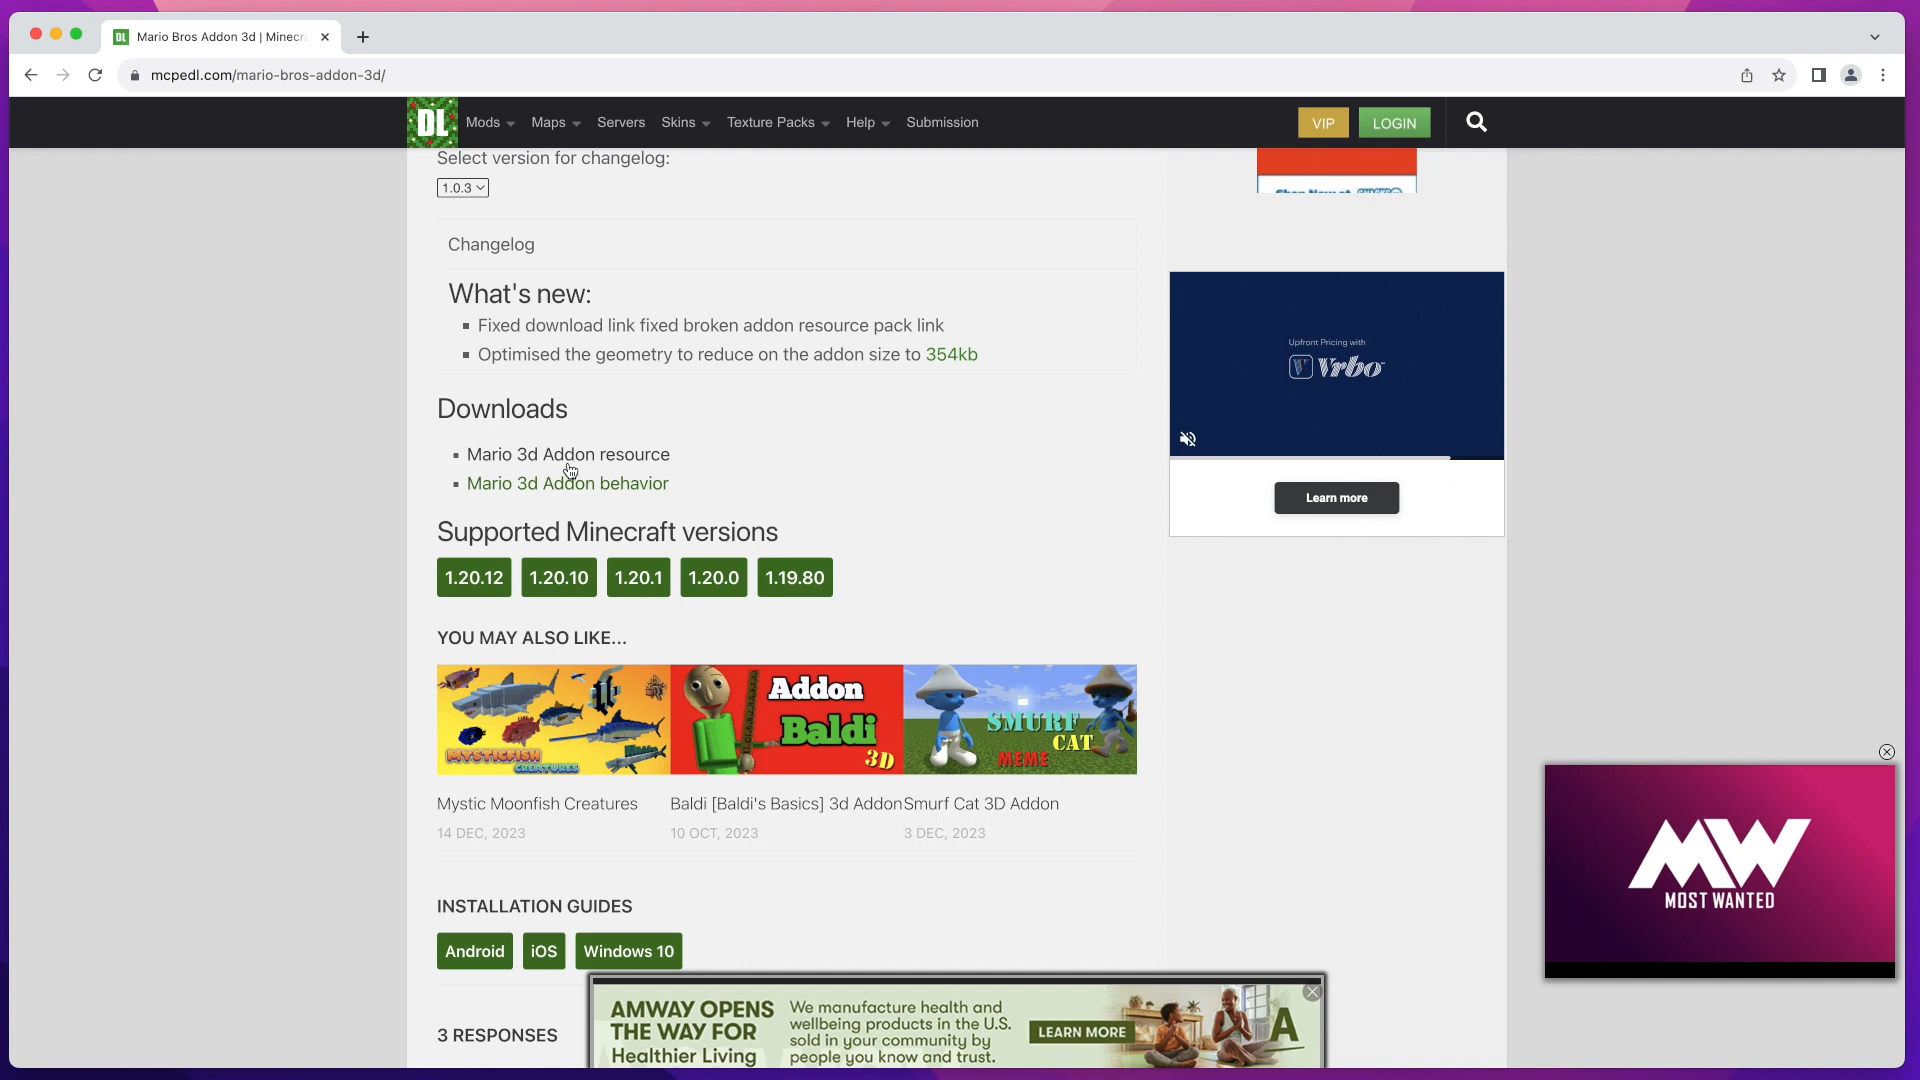 DL Mario Bros Addon 3d | Minecr
mcpedl.com/mario-bros-addon-3d/
DL Mods Maps Servers Skins Texture Packs Help Submission VIP LOGIN
Select version for changelog:
1.0.3
Changelog
What's new:
Fixed download link fixed broken addon resource pack link
Optimised the geometry to reduce on the addon size to 354kb
Downloads
Mario 3d Addon resource
Mario 3d Addon behavior
Supported Minecraft versions
1.20.12 1.20.10 1.20.1 1.20.0 1.19.80
YOU MAY ALSO LIKE...
MYSTICFISH
CREATURES
Addon
Baldi
3D
SMURF
CAT
MEME
Mystic Moonfish Creatures
14 DEC, 2023
Baldi [Baldi's Basics] 3d Addon
10 OCT, 2023
Smurf Cat 3D Addon
3 DEC, 2023
INSTALLATION GUIDES
Android iOS Windows 10
3 RESPONSES
Upfront Pricing with
Vrbo
Learn more
MW
MOST WANTED
AMWAY OPENS
THE WAY FOR
Healthier Living
We manufacture health and
wellbeing products in the U.S.
sold in your community by
people you know and trust.
LEARN MORE
A